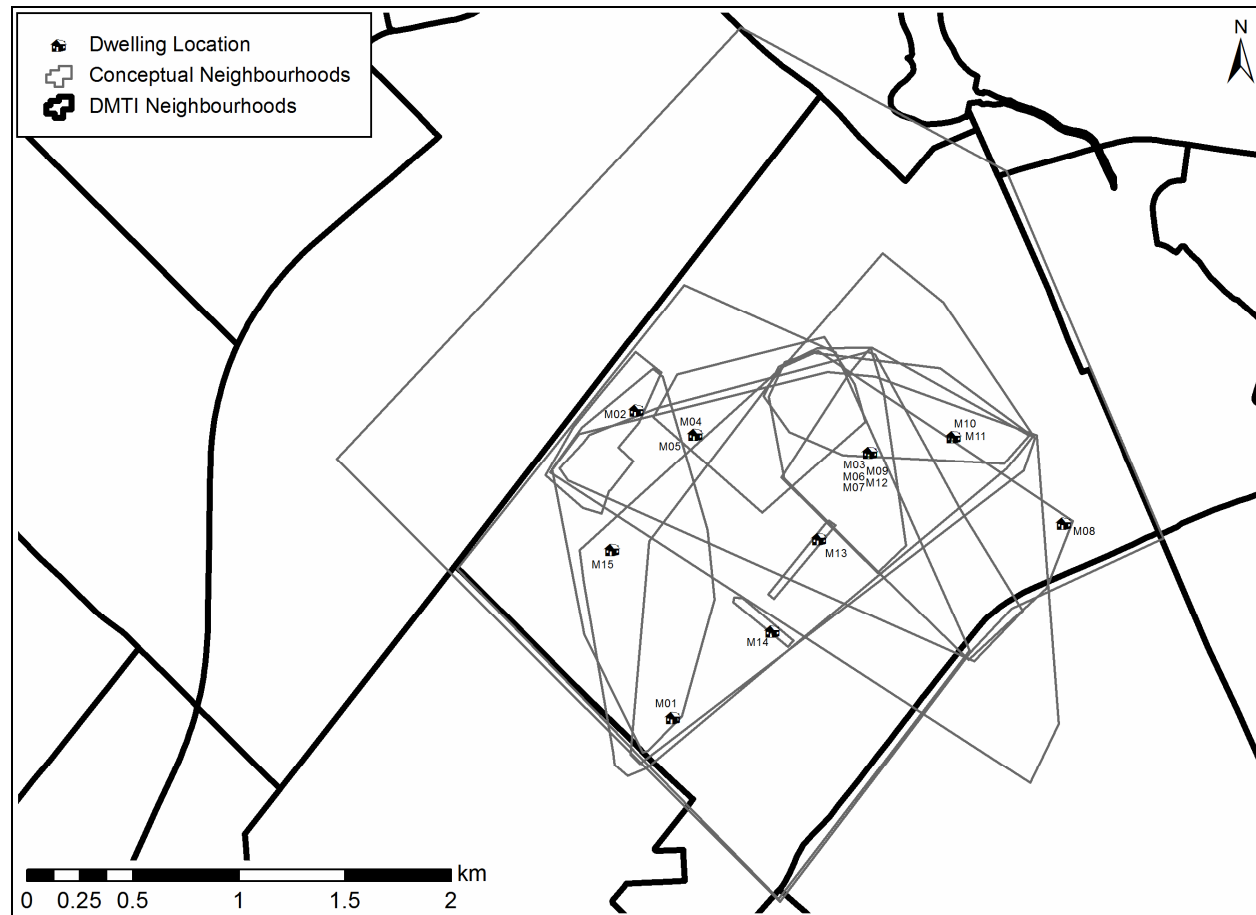 Dwelling Location
Conceptual Neighbourhoods
DMTI Neighbourhoods
N
M02
M04
M05
M10
M11
M03 M09
M06 M12
M07
M08
M13
M15
M14
M01
km
0 0.25 0.5 1 1.5 2